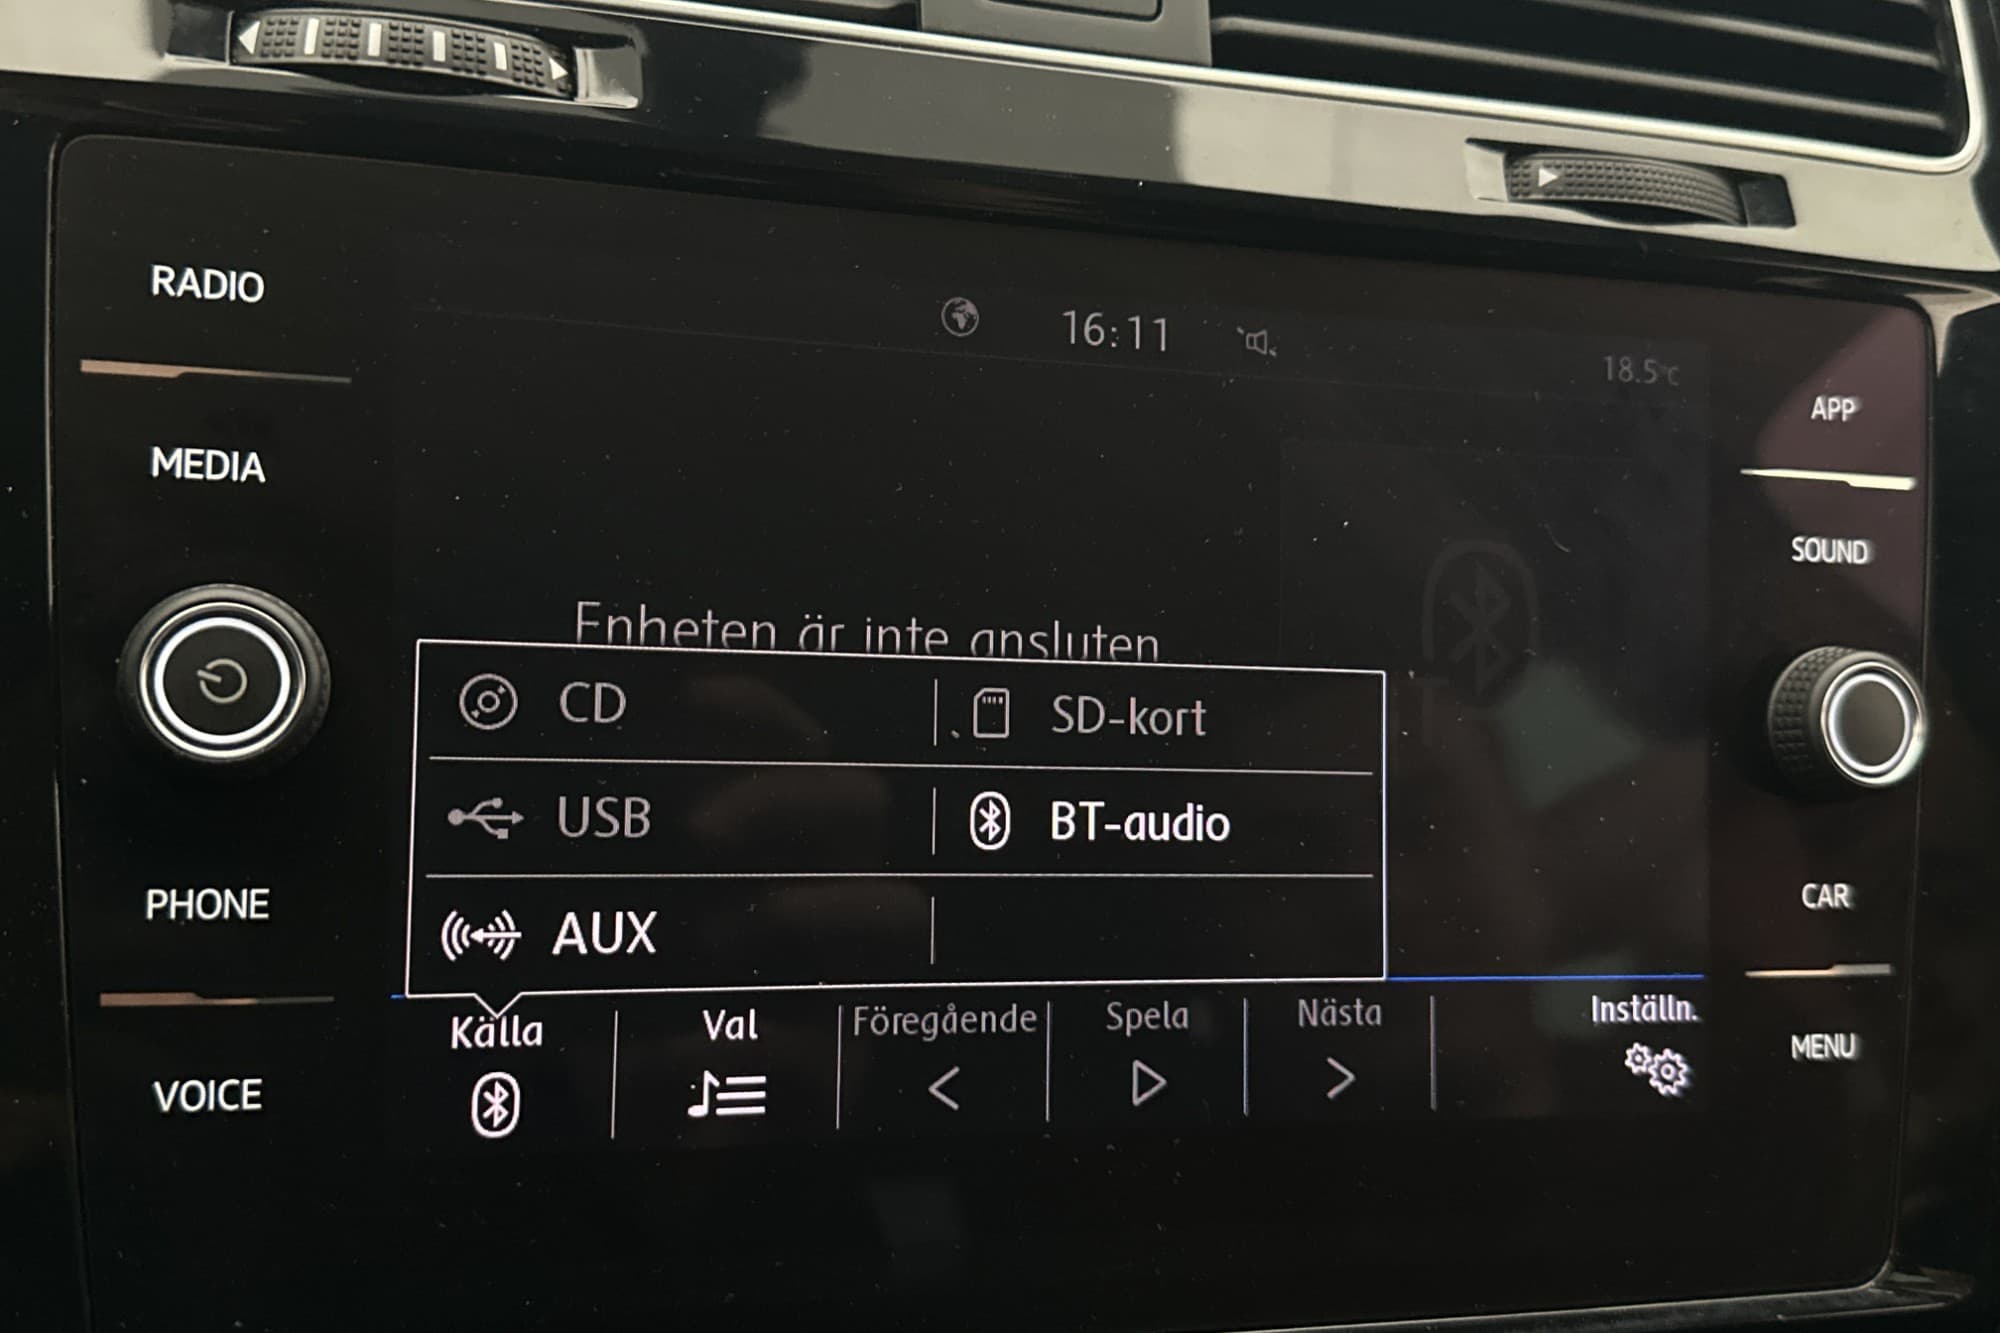 RADIO
16:11
18.5°C
APP
MEDIA
SOUND
Enheten är inte ansluten
CD
SD-kort
USB
BT-audio
PHONE
CAR
AUX
Källa
Val
Föregående
Spela
Nästa
Inställn.
VOICE
MENU